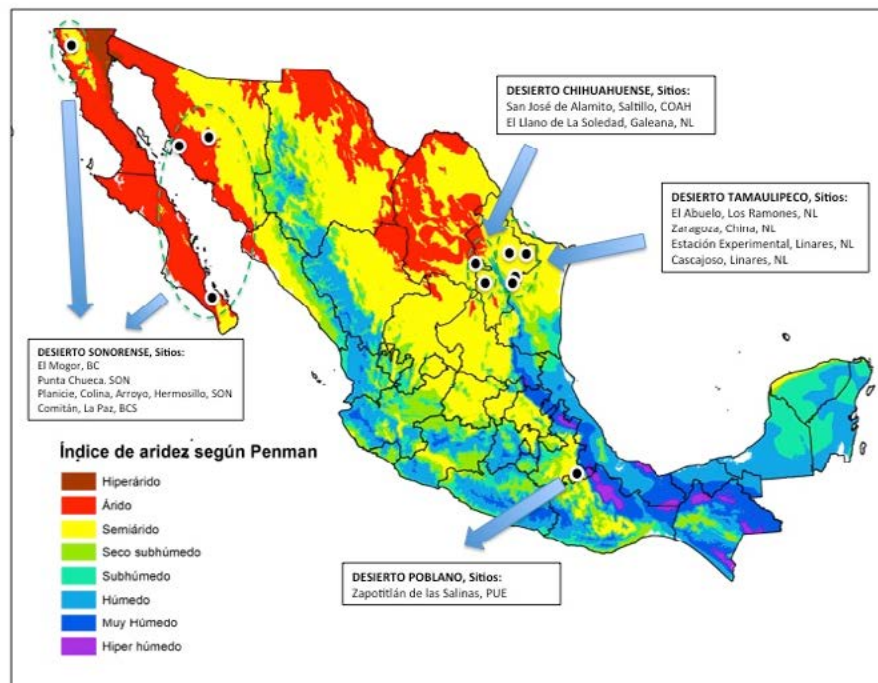 DESIERTO CHIHUAHUENSE, Sitios:
San José de Alamito, Saltillo, COAH
El Llano de La Soledad, Galeana, NL
DESIERTO TAMAULIPECO, Sitios:
El Abuelo, Los Ramones, NL
Zaragoza, China, NL
Estación Experimental, Linares, NL
Cascajoso, Linares, NL
DESIERTO SONORENSE, Sitios:
El Mogor, BC
Punta Chueca. SON
Planicie, Colina, Arroyo, Hermosillo, SON
Comitán, La Paz, BCS
Índice de aridez según Penman
Hiperárido
Árido
Semiárido
Seco subhúmedo
Subhúmedo
Húmedo
Muy Húmedo
Hiper húmedo
DESIERTO POBLANO, Sitios:
Zapotitlán de las Salinas, PUE